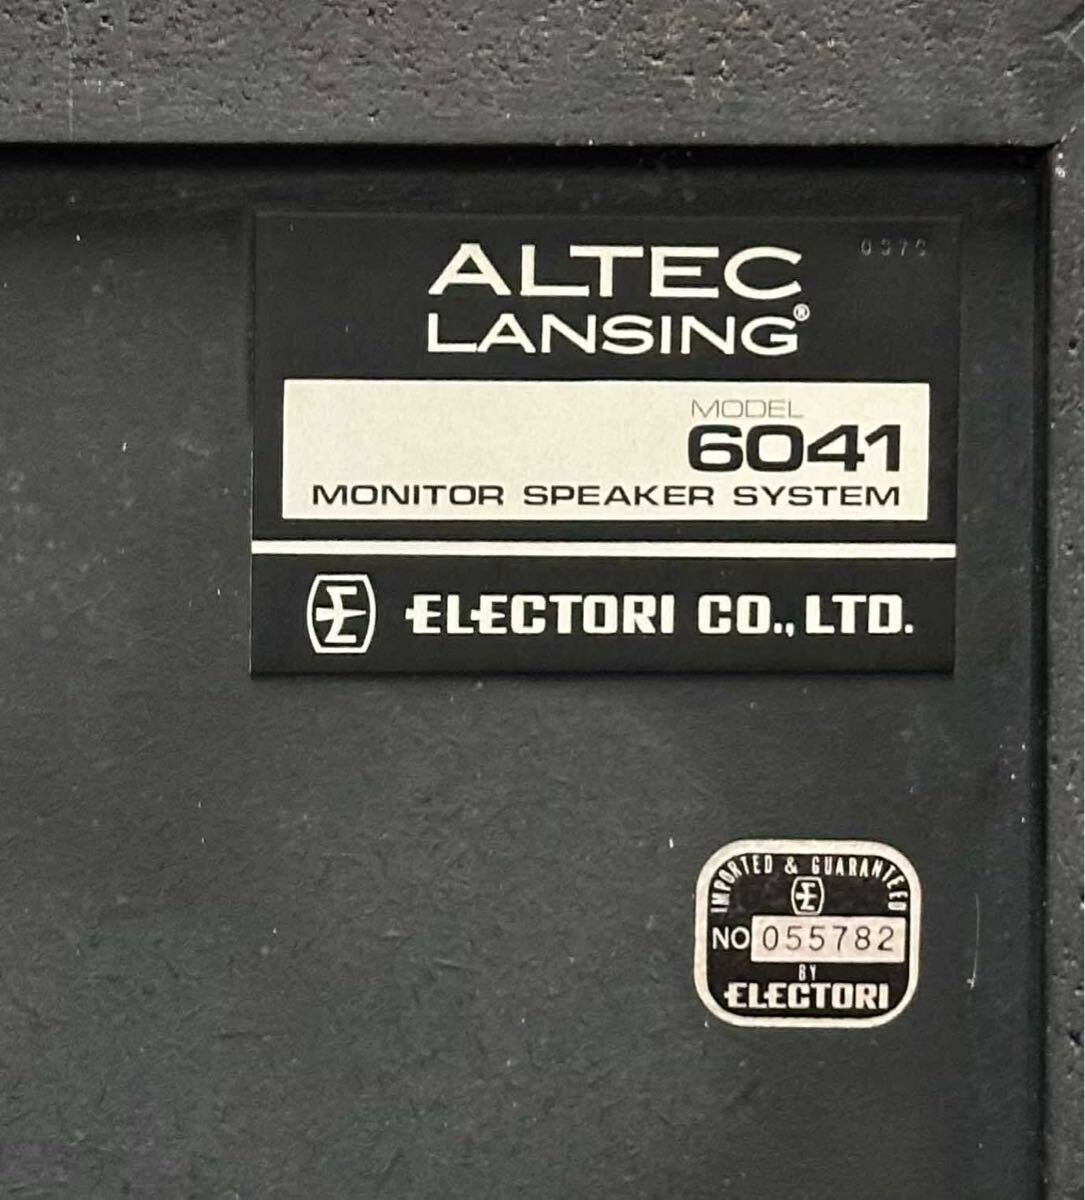 ALTEC
LANSING®
MODEL
6041
MONITOR SPEAKER SYSTEM
ELECTORI CO., LTD.
IMPORTED & GUARANTEED
NO 055782
BY
ELECTORI